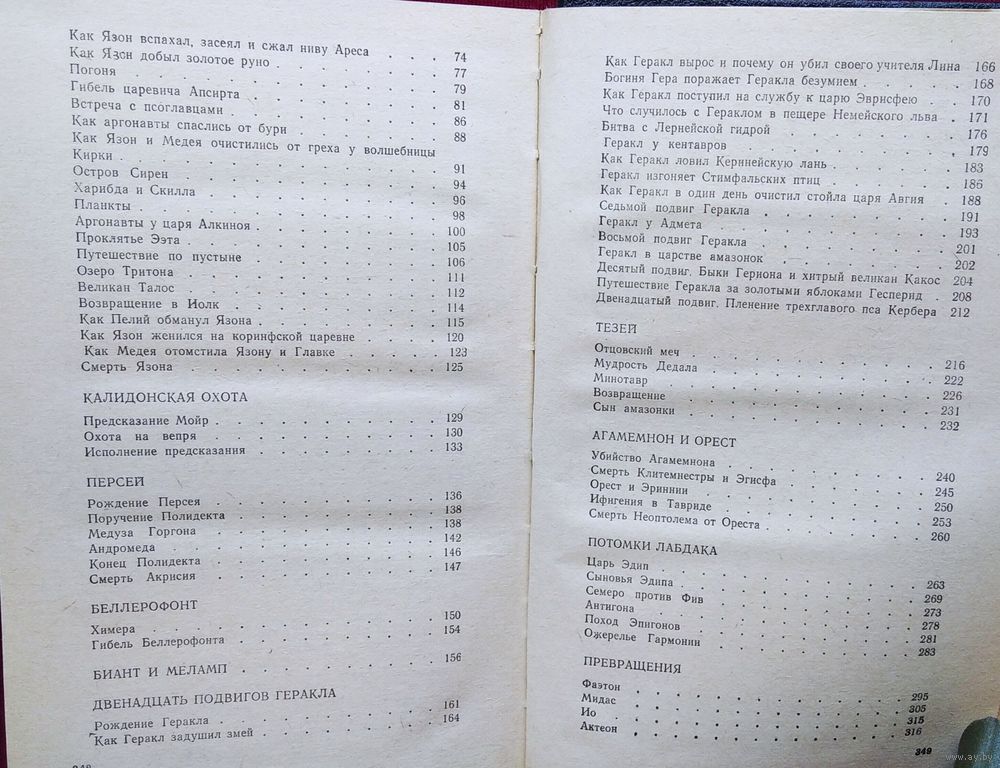 Как Язон вспахал, засеял и сжал ниву Ареса . . . 74
Как Язон добыл золотое руно . . . 77
Погоня . . . 79
Гибель царевича Апсирта . . . 81
Встреча с псоглавцами . . . 86
Как аргонавты спаслись от бури . . . 88
Как Язон и Медея очистились от греха у волшебницы
Кирки . . . 91
Остров Сирен . . . 94
Харибда и Скилла . . . 96
Планкты . . . 98
Аргонавты у царя Алкиноя . . . 100
Проклятье Ээта . . . 105
Путешествие по пустыне . . . 106
Озеро Тритона . . . 111
Великан Талос . . . 112
Возвращение в Иолк . . . 114
Как Пелий обманул Язона . . . 115
Как Язон женился на коринфской царевне . . . 120
Как Медея отомстила Язону и Главке . . . 123
Смерть Язона . . . 125
КАЛИДОНСКАЯ ОХОТА
Предсказание Мойр . . . 129
Охота на вепря . . . 130
Исполнение предсказания . . . 133
ПЕРСЕЙ
Рождение Персея . . . 136
Поручение Полидекта . . . 138
Медуза Горгона . . . 138
Андромеда . . . 142
Конец Полидекта . . . 146
Смерть Акрисия . . . 147
БЕЛЛЕРОФОНТ
Химера . . . 150
Гибель Беллерофонта . . . 154
БИАНТ И МЕЛАМП . . . 156
ДВЕНАДЦАТЬ ПОДВИГОВ ГЕРАКЛА
Рождение Геракла . . . 161
Как Геракл задушил змей . . . 164
348
Как Геракл вырос и почему он убил своего учителя Лина 166
Богиня Гера поражает Геракла безумием . . . 168
Как Геракл поступил на службу к царю Эврисфею . . 170
Что случилось с Гераклом в пещере Немейского льва . 171
Битва с Лернейской гидрой . . . 176
Геракл у кентавров . . . 179
Как Геракл ловил Керинейскую лань . . . 183
Геракл изгоняет Стимфальских птиц . . . 186
Как Геракл в один день очистил стойла царя Авгия . 188
Седьмой подвиг Геракла . . . 191
Геракл у Адмета . . . 193
Восьмой подвиг Геракла . . . 201
Геракл в царстве амазонок . . . 202
Десятый подвиг. Быки Гериона и хитрый великан Какос 204
Путешествие Геракла за золотыми яблоками Гесперид . 208
Двенадцатый подвиг. Пленение трехглавого пса Кербера 212
ТЕЗЕЙ
Отцовский меч . . . 216
Мудрость Дедала . . . 222
Минотавр . . . 226
Возвращение . . . 231
Сын амазонки . . . 232
АГАМЕМНОН И ОРЕСТ
Убийство Агамемнона . . . 240
Смерть Клитемнестры и Эгисфа . . . 245
Орест и Эриннии . . . 250
Ифигения в Тавриде . . . 253
Смерть Неоптолема от Ореста . . . 260
ПОТОМКИ ЛАБДАКА
Царь Эдип . . . 263
Сыновья Эдипа . . . 269
Семеро против Фив . . . 273
Антигона . . . 278
Поход Эпигонов . . . 281
Ожерелье Гармонии . . . 283
ПРЕВРАЩЕНИЯ
Фаэтон . . . 295
Мидас . . . 305
Ио . . . 315
Актеон . . . 316
349
www.ay.by